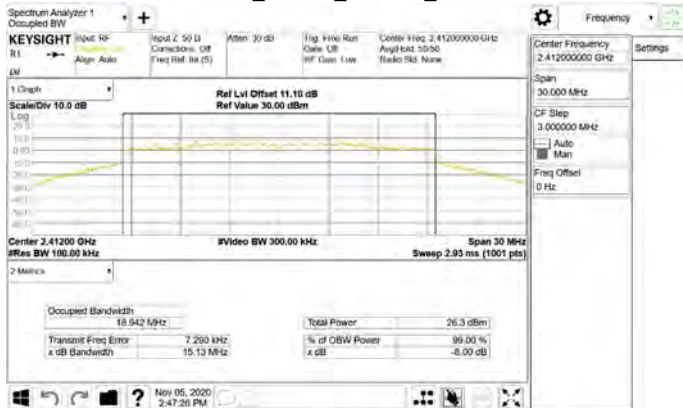 Spectrum Analyzer 1
Occupied BW
Frequency
KEYSIGHT
Input: RF
Input Z: 50 Ω
Atten: 30 dB
Trig: Free Run
Center Freq: 2.412000000 GHz
Corrections: Off
Gate: Off
Avg|Hold: 50/50
Align: Auto
Freq Ref: Int (S)
#IF Gain: Low
Radio Std: None
Center Frequency
2.412000000 GHz
Settings
Span
30.000 MHz
CF Step
3.000000 MHz
Auto
Man
Freq Offset
0 Hz
1 Graph
Ref Lvl Offset 11.10 dB
Scale/Div 10.0 dB
Ref Value 30.00 dBm
Log
Center 2.41200 GHz
#Video BW 300.00 kHz
Span 30 MHz
#Res BW 100.00 kHz
Sweep 2.93 ms (1001 pts)
2 Metrics
Occupied Bandwidth
18.942 MHz
Total Power
26.3 dBm
Transmit Freq Error
7.290 kHz
% of OBW Power
99.00 %
x dB Bandwidth
15.13 MHz
x dB
-6.00 dB
?
Nov 05, 2020
2:47:26 PM